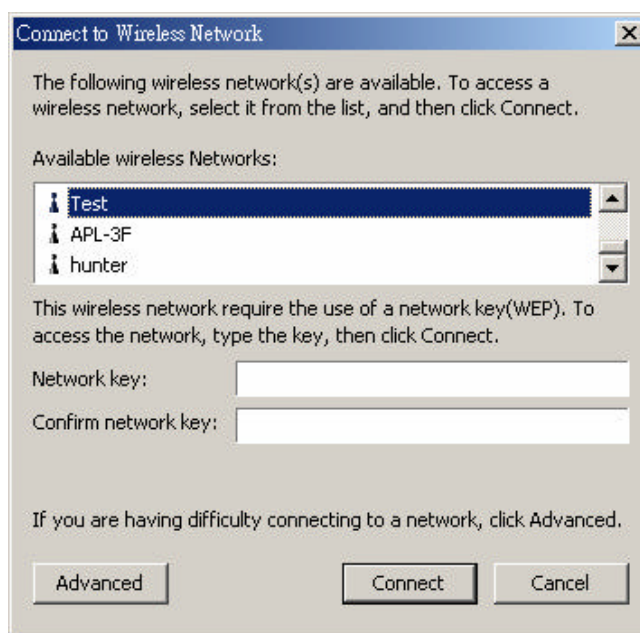 Connect to Wireless Network
The following wireless network(s) are available. To access a
wireless network, select it from the list, and then click Connect.
Available wireless Networks:
Test
APL-3F
hunter
This wireless network require the use of a network key(WEP). To
access the network, type the key, then click Connect.
Network key:
Confirm network key:
If you are having difficulty connecting to a network, click Advanced.
Advanced
Connect
Cancel